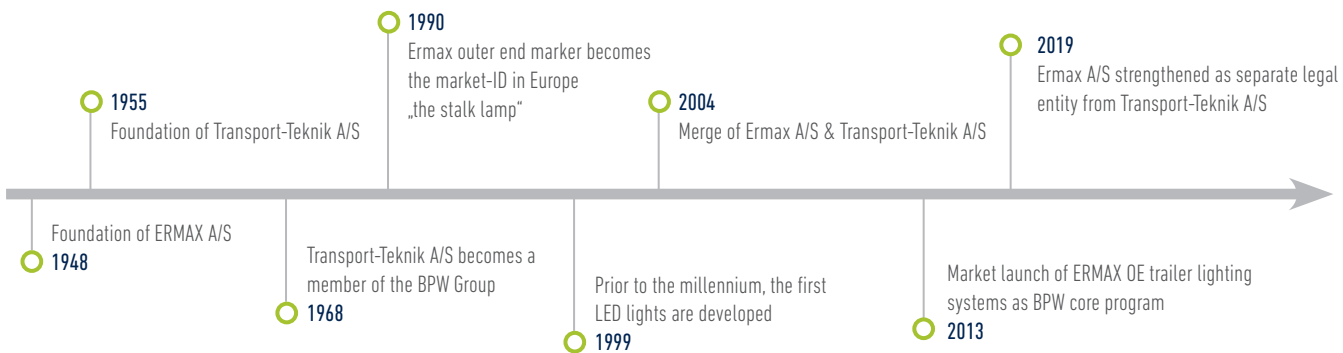 1990
Ermax outer end marker becomes
the market-ID in Europe
„the stalk lamp“
2019
Ermax A/S strengthened as separate legal
entity from Transport-Teknik A/S
1955
Foundation of Transport-Teknik A/S
2004
Merge of Ermax A/S & Transport-Teknik A/S
Foundation of ERMAX A/S
1948
Transport-Teknik A/S becomes a
member of the BPW Group
1968
Prior to the millennium, the first
LED lights are developed
1999
Market launch of ERMAX OE trailer lighting
systems as BPW core program
2013